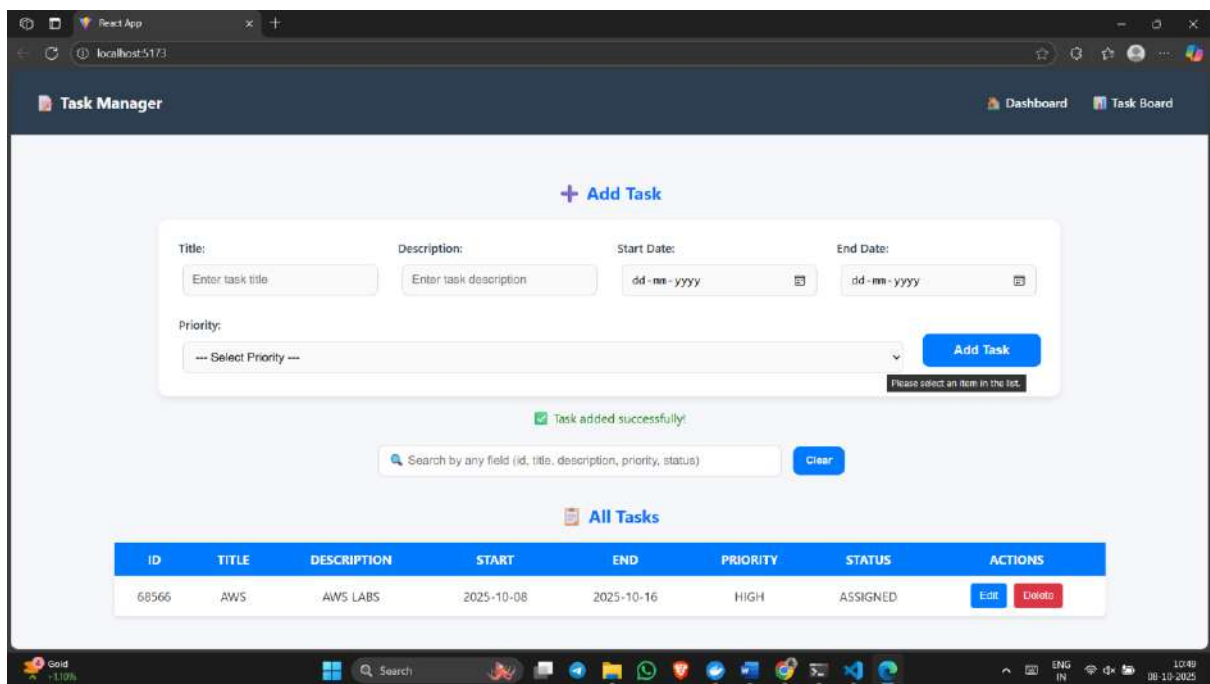 React App
localhost:5173
Task Manager
Dashboard
Task Board
Add Task
Title:
Description:
Start Date:
End Date:
Enter task title
Enter task description
dd-mm-yyyy
dd-mm-yyyy
Priority:
--- Select Priority ---
Add Task
Please select an item in the list.
Task added successfully!
Search by any field (id, title, description, priority, status)
Clear
All Tasks
ID TITLE DESCRIPTION START END PRIORITY STATUS ACTIONS
68566 AWS AWS LABS 2025-10-08 2025-10-16 HIGH ASSIGNED Edit Delete
Gold
-1.10%
Search
ENG
IN
10:49
08-10-2025